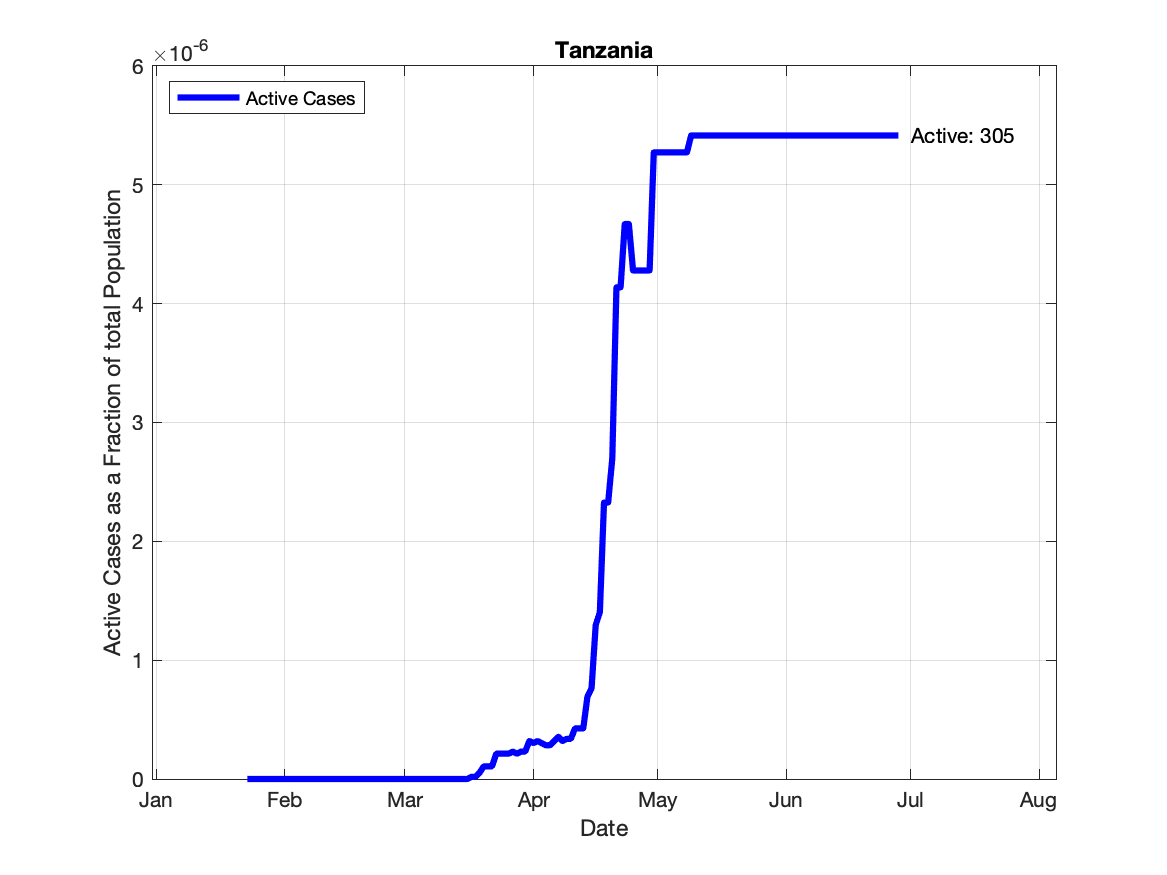 Tanzania
×10-6
Active Cases
Active: 305
6
5
4
3
2
1
0
Active Cases as a Fraction of total Population
Jan Feb Mar Apr May Jun Jul Aug
Date